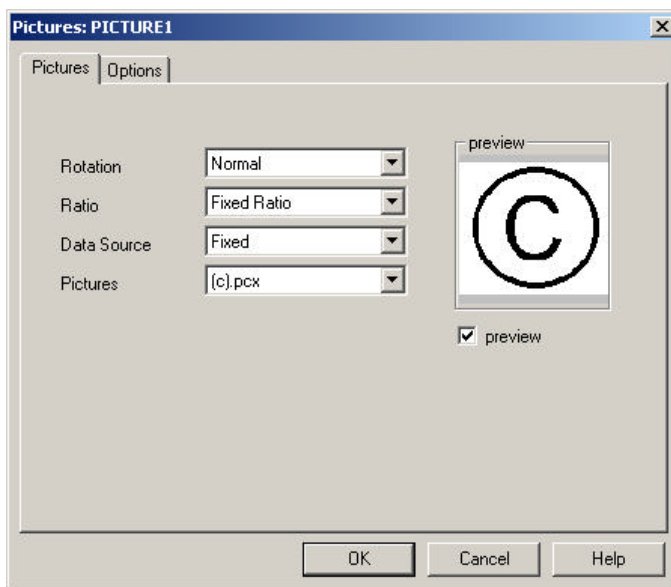 Pictures: PICTURE1
Pictures Options
preview
Rotation Normal
Ratio Fixed Ratio
Data Source Fixed
Pictures (c).pcx
C
preview
OK Cancel Help